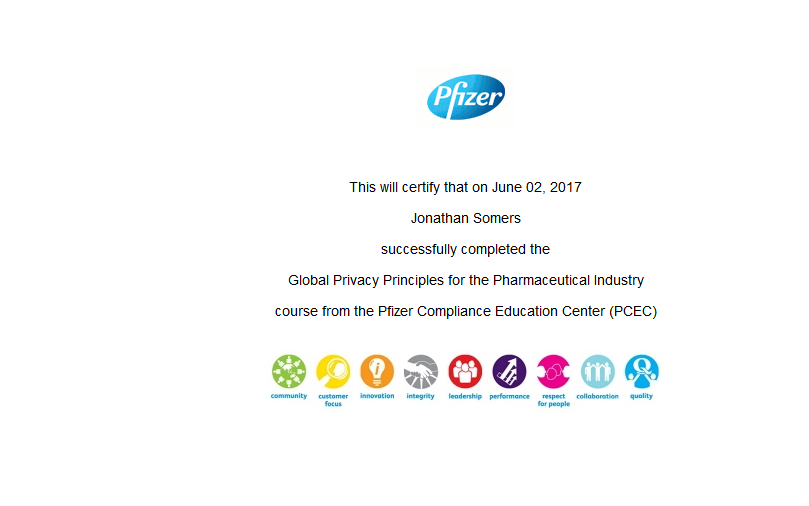 Pfizer
This will certify that on June 02, 2017
Jonathan Somers
successfully completed the
Global Privacy Principles for the Pharmaceutical Industry
course from the Pfizer Compliance Education Center (PCEC)
community customer focus innovation integrity leadership performance respect for people collaboration quality